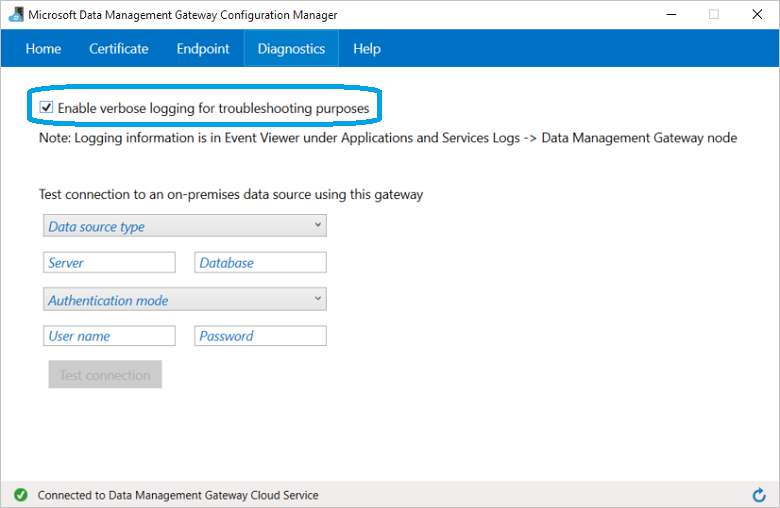 Microsoft Data Management Gateway Configuration Manager
Home Certificate Endpoint Diagnostics Help
Enable verbose logging for troubleshooting purposes
Note: Logging information is in Event Viewer under Applications and Services Logs -> Data Management Gateway node
Test connection to an on-premises data source using this gateway
Data source type
Server Database
Authentication mode
User name Password
Test connection
Connected to Data Management Gateway Cloud Service